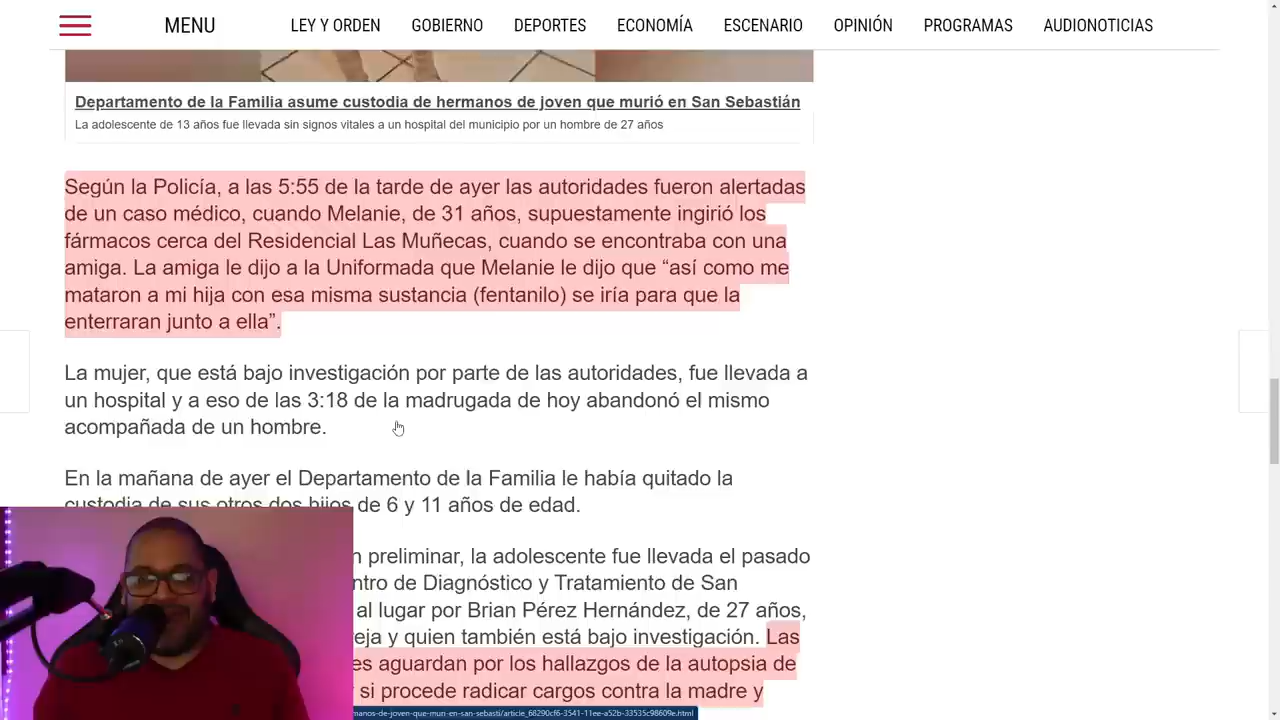 MENU LEY Y ORDEN GOBIERNO DEPORTES ECONOMÍA ESCENARIO OPINIÓN PROGRAMAS AUDIONOTICIAS
Departamento de la Familia asume custodia de hermanos de joven que murió en San Sebastián
La adolescente de 13 años fue llevada sin signos vitales a un hospital del municipio por un hombre de 27 años
Según la Policía, a las 5:55 de la tarde de ayer las autoridades fueron alertadas
de un caso médico, cuando Melanie, de 31 años, supuestamente ingirió los
fármacos cerca del Residencial Las Muñecas, cuando se encontraba con una
amiga. La amiga le dijo a la Uniformada que Melanie le dijo que “así como me
mataron a mi hija con esa misma sustancia (fentanilo) se iría para que la
enterraran junto a ella”.
La mujer, que está bajo investigación por parte de las autoridades, fue llevada a
un hospital y a eso de las 3:18 de la madrugada de hoy abandonó el mismo
acompañada de un hombre.
En la mañana de ayer el Departamento de la Familia le había quitado la
custodia de sus otros dos hijos de 6 y 11 años de edad.
n preliminar, la adolescente fue llevada el pasado
ntro de Diagnóstico y Tratamiento de San
al lugar por Brian Pérez Hernández, de 27 años,
eja y quien también está bajo investigación. Las
es aguardan por los hallazgos de la autopsia de
si procede radicar cargos contra la madre y
manos-de-joven-que-muri-en-san-sebasti/article_68290cf6-3541-11ee-a52b-33535c98609e.html